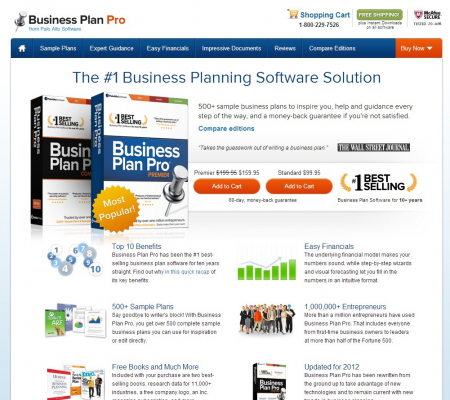 Business Plan Pro
from Palo Alto Software
Shopping Cart
1-800-229-7526
FREE SHIPPING!
plus Instant Downloads
on all software
McAfee
SECURE
Sample Plans
Expert Guidance
Easy Financials
Impressive Documents
Reviews
Compare Editions
Buy Now
The #1 Business Planning Software Solution
#1 BEST
SELLING
Business
Plan Pro
PREMIER
Most
Popular!
500+ sample business plans to inspire you, help and guidance every
step of the way, and a money-back guarantee if you're not satisfied.
Compare editions
"Takes the guesswork out of writing a business plan."
THE WALL STREET JOURNAL
Premier $199.95 $159.95
Standard $99.95
Add to Cart
Add to Cart
60-day, money-back guarantee
#1 BEST
SELLING
Business Plan Software for 10+ years
Top 10 Benefits
Business Plan Pro has been the #1 best-
selling business plan software for ten years
straight. Find out why in this quick recap of
its key benefits.
Easy Financials
The underlying financial model makes your
numbers sound, while step-by-step wizards
and visual forecasting let you fill in the
numbers in an intuitive format.
500+ Sample Plans
Say goodbye to writer's block! With Business
Plan Pro, you get over 500 complete sample
business plans you can use for inspiration
or edit directly.
1,000,000+ Entrepreneurs
More than a million entrepreneurs have used
Business Plan Pro. That includes everyone
from first-time business owners to leaders
at more than half of the Fortune 500.
Free Books and Much More
Included with your purchase are two best-
selling books, research data for 11,000+
industries, a free company logo, an Inc.
Updated for 2012
Business Plan Pro has been rewritten from
the ground up to take advantage of new
technologies and to remain current with new